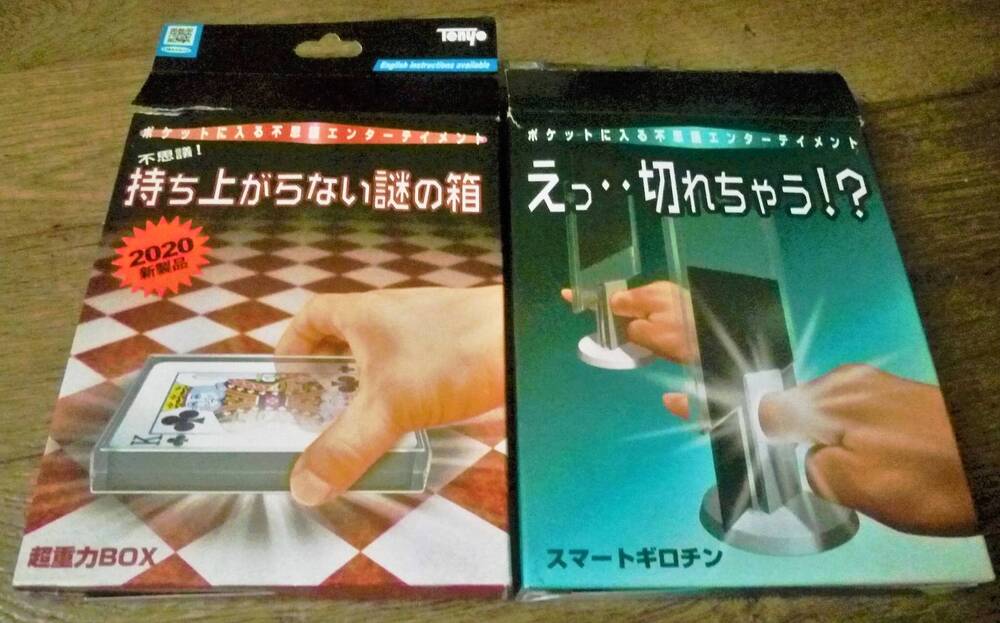 Tenyo
English instructions available
ポケットに入る不思議エンターテイメント
不思議!
持ち上がらない謎の箱
2020
新製品
K
超重力BOX
ポケットに入る不思議エンターテイメント
えっ‥切れちゃう!?
スマートギロチン